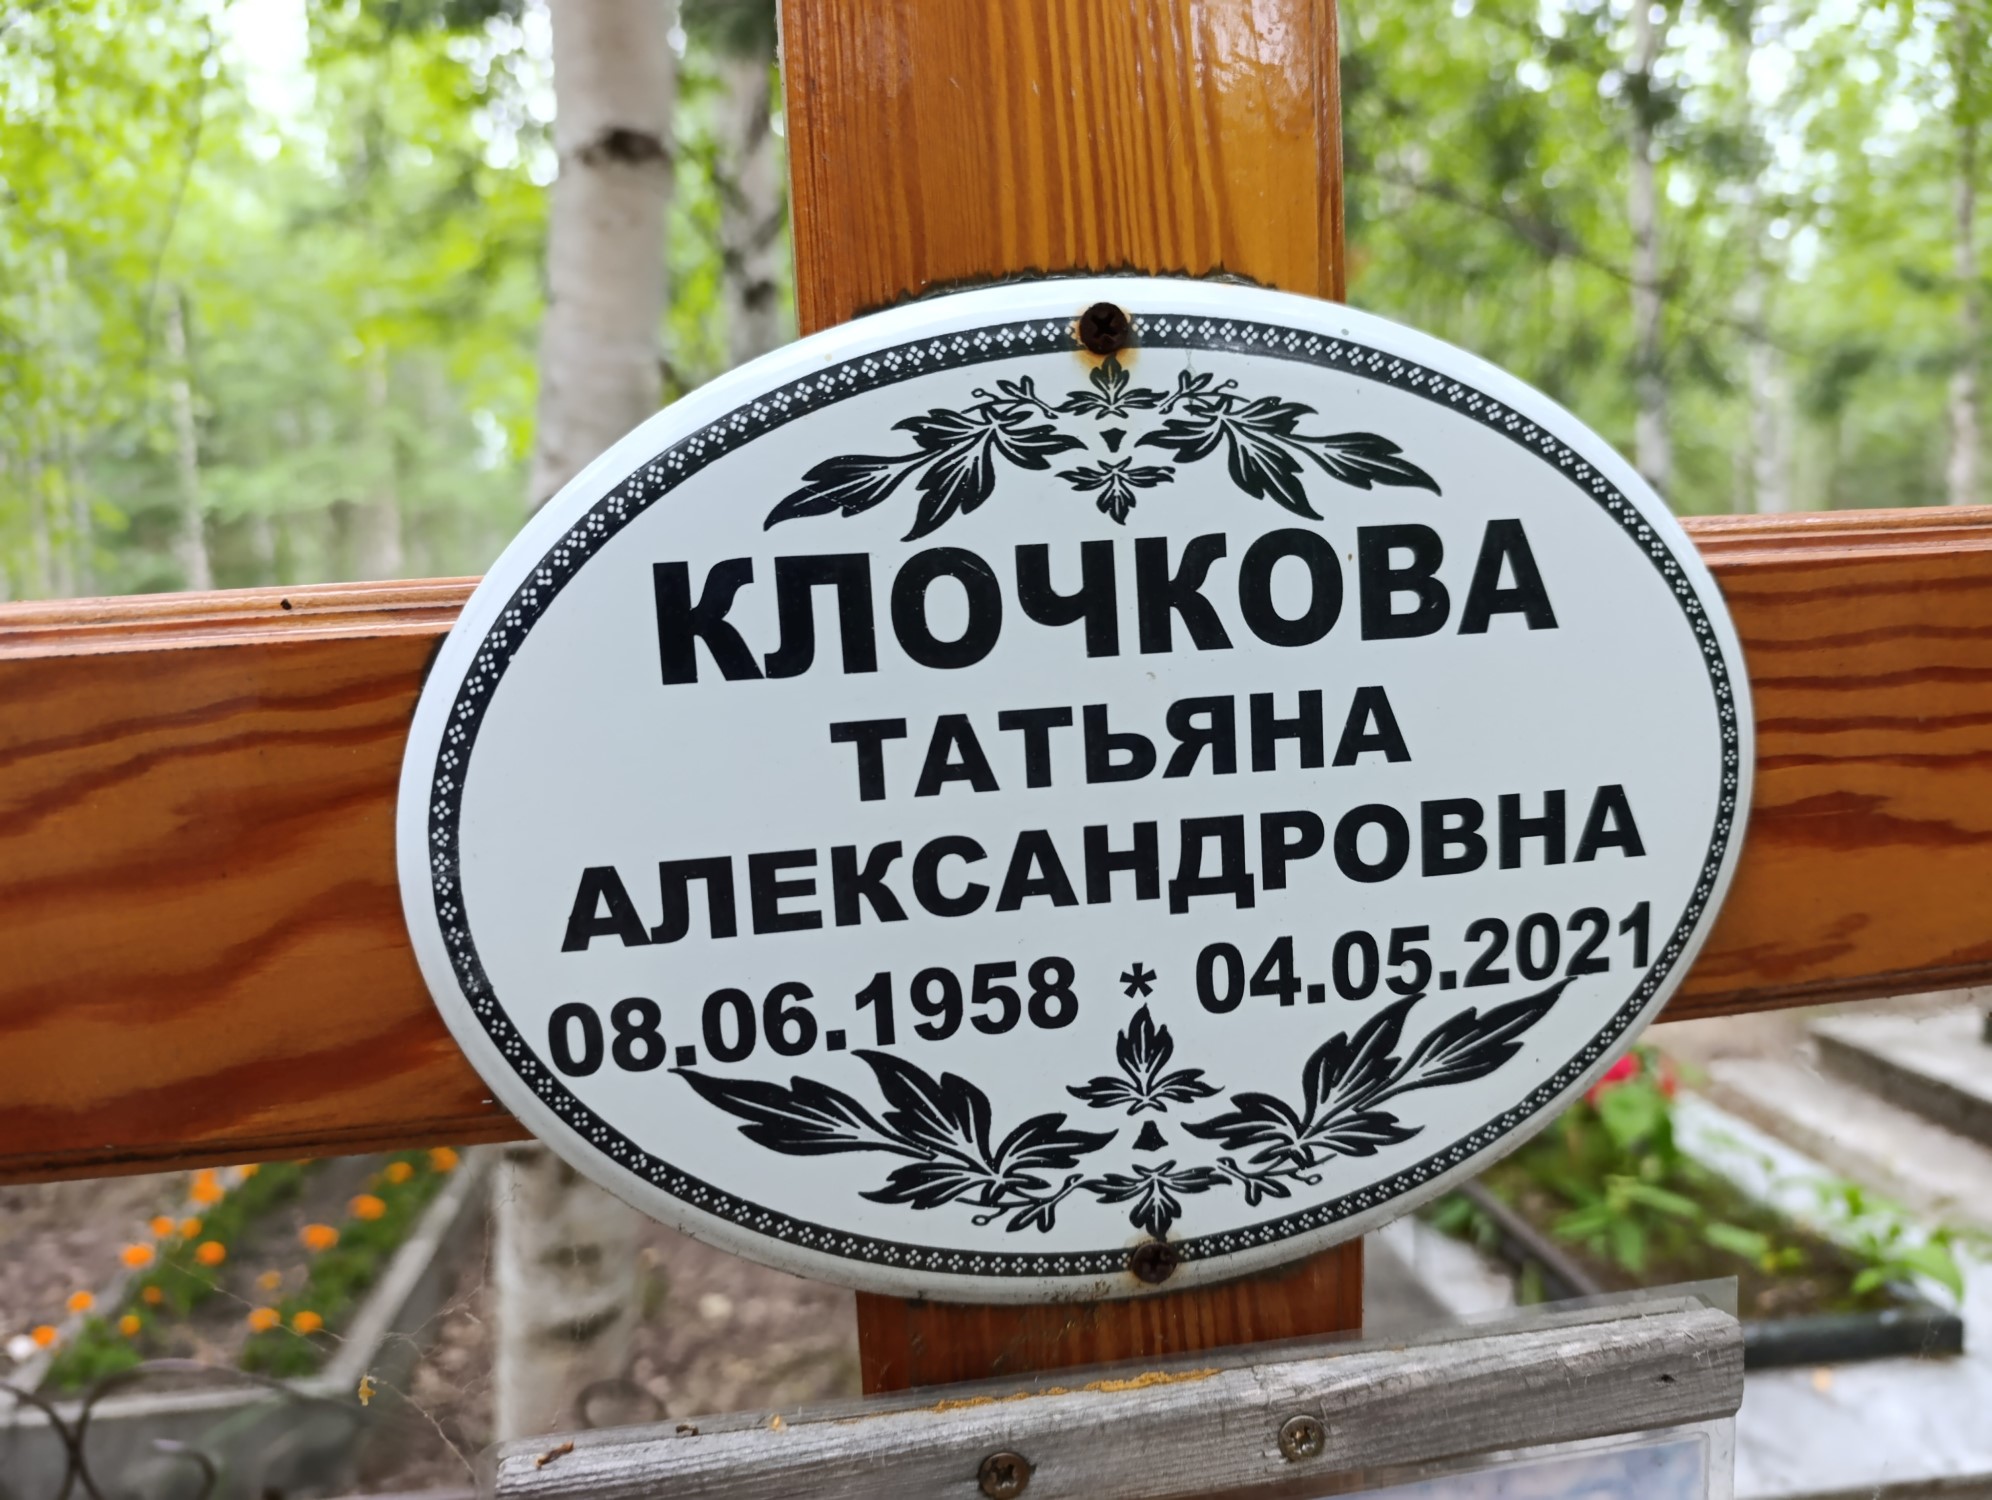 КЛОЧКОВА
ТАТЬЯНА
АЛЕКСАНДРОВНА
08.06.1958 * 04.05.2021